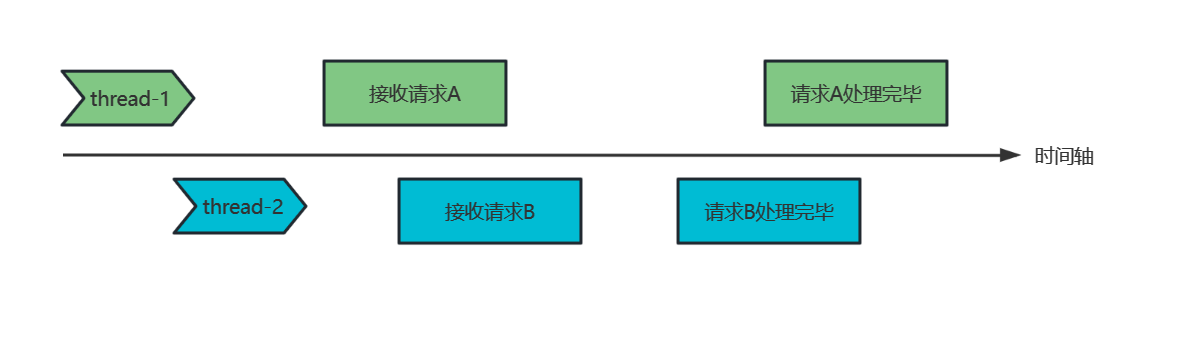 thread-1
接收请求A
请求A处理完毕
时间轴
thread-2
接收请求B
请求B处理完毕